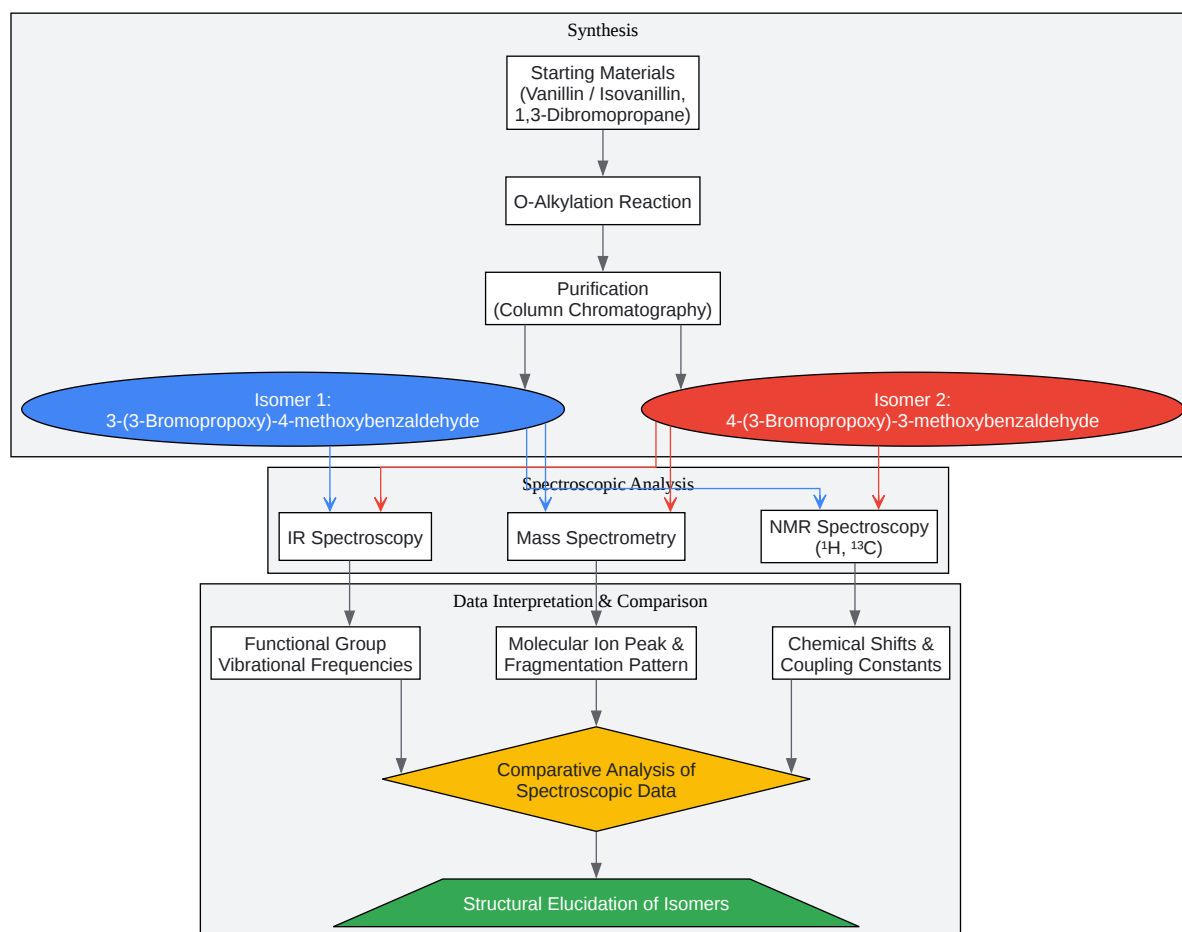 Synthesis
Starting Materials
(Vanillin / Isovanillin,
1,3-Dibromopropane)
O-Alkylation Reaction
Purification
(Column Chromatography)
Isomer 1:
3-(3-Bromopropoxy)-4-methoxybenzaldehyde
Isomer 2:
4-(3-Bromopropoxy)-3-methoxybenzaldehyde
Spectroscopic Analysis
IR Spectroscopy
Mass Spectrometry
NMR Spectroscopy
(¹H, ¹³C)
Data Interpretation & Comparison
Functional Group
Vibrational Frequencies
Molecular Ion Peak &
Fragmentation Pattern
Chemical Shifts &
Coupling Constants
Comparative Analysis of
Spectroscopic Data
Structural Elucidation of Isomers